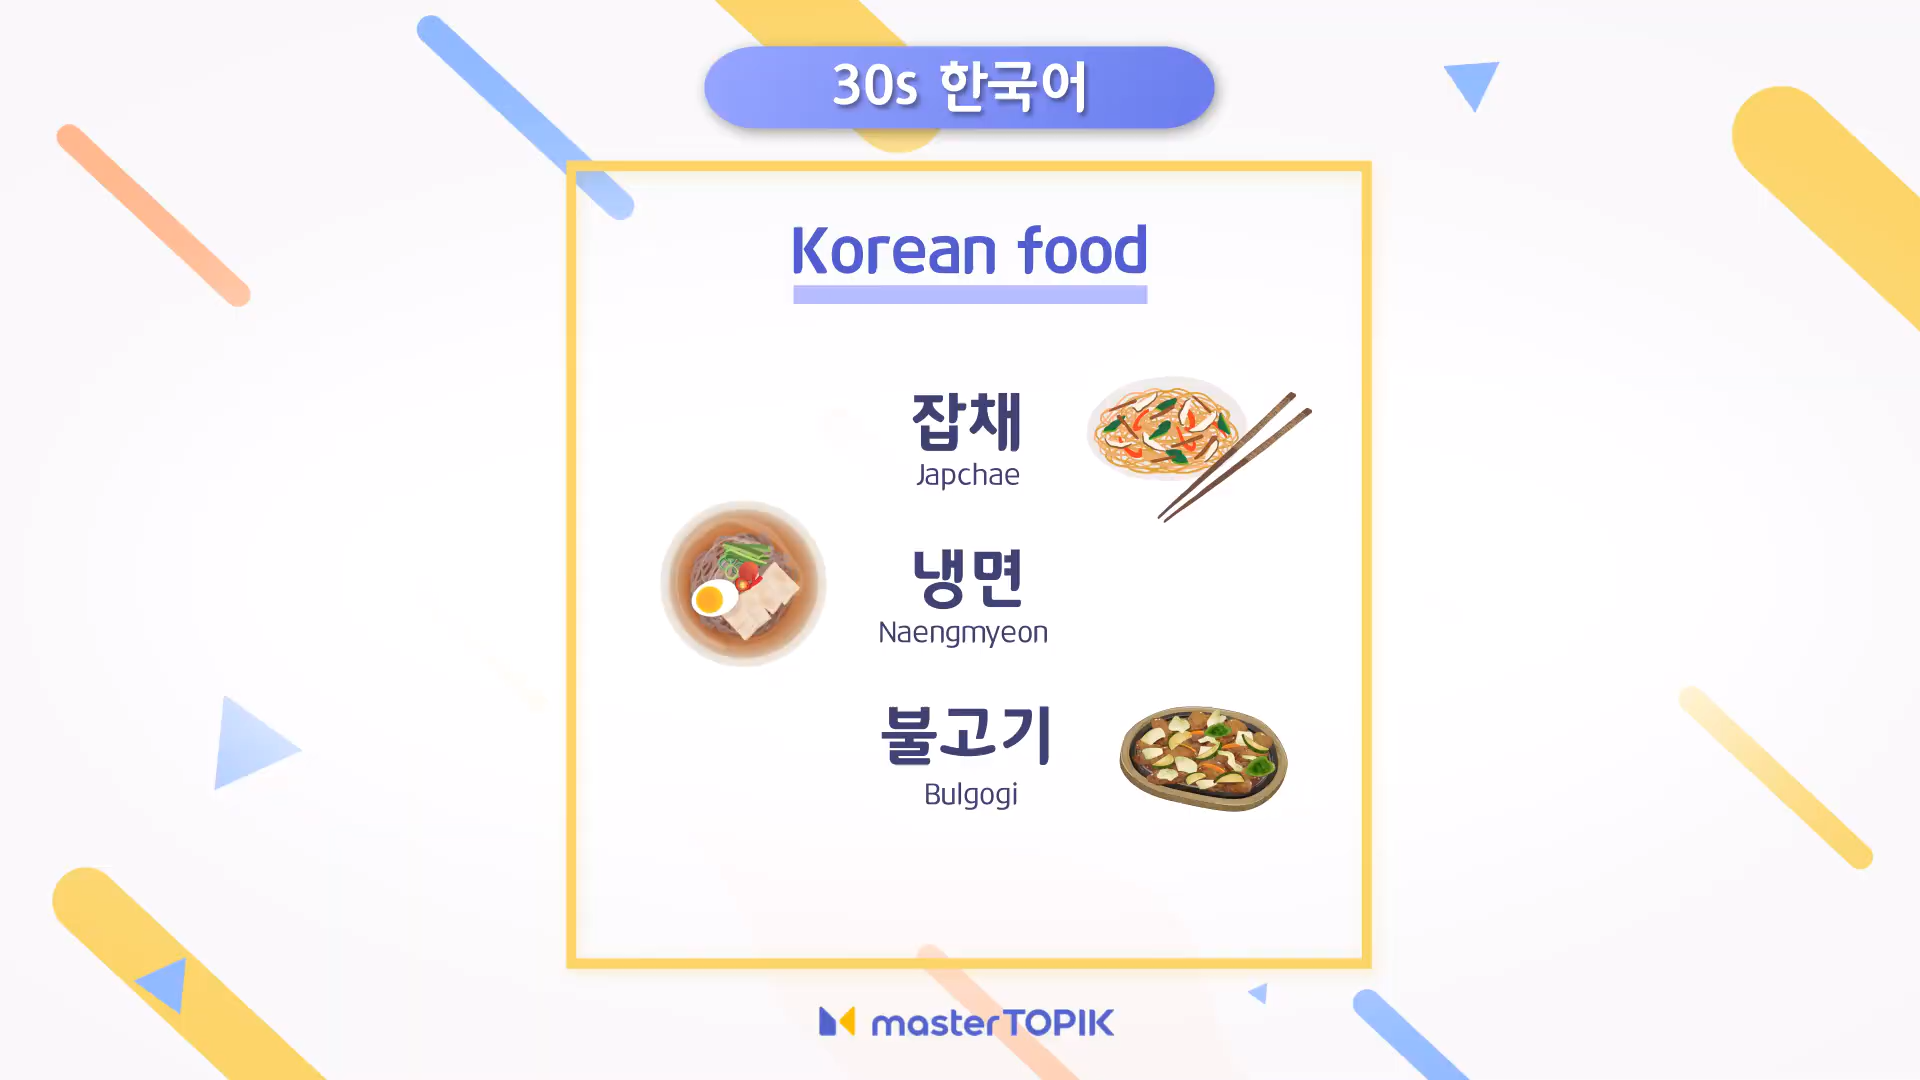 30s 한국어
Korean food
잡채
Japchae
냉면
Naengmyeon
불고기
Bulgogi
masterTOPIK